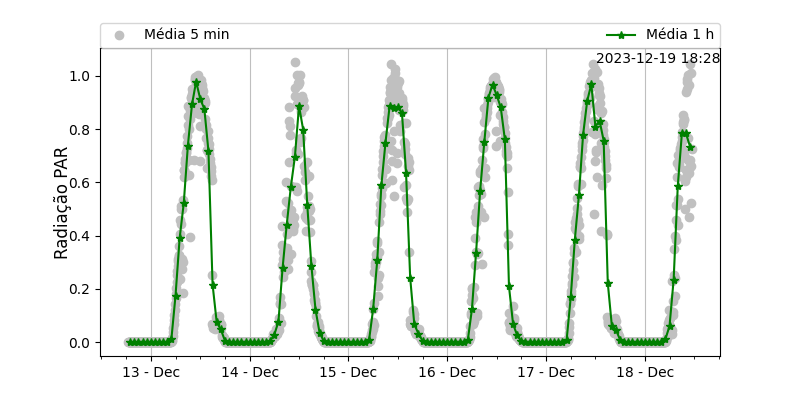 Média 5 min
Média 1 h
2023-12-19 18:28
Radiação PAR
1.0
0.8
0.6
0.4
0.2
0.0
13 - Dec
14 - Dec
15 - Dec
16 - Dec
17 - Dec
18 - Dec